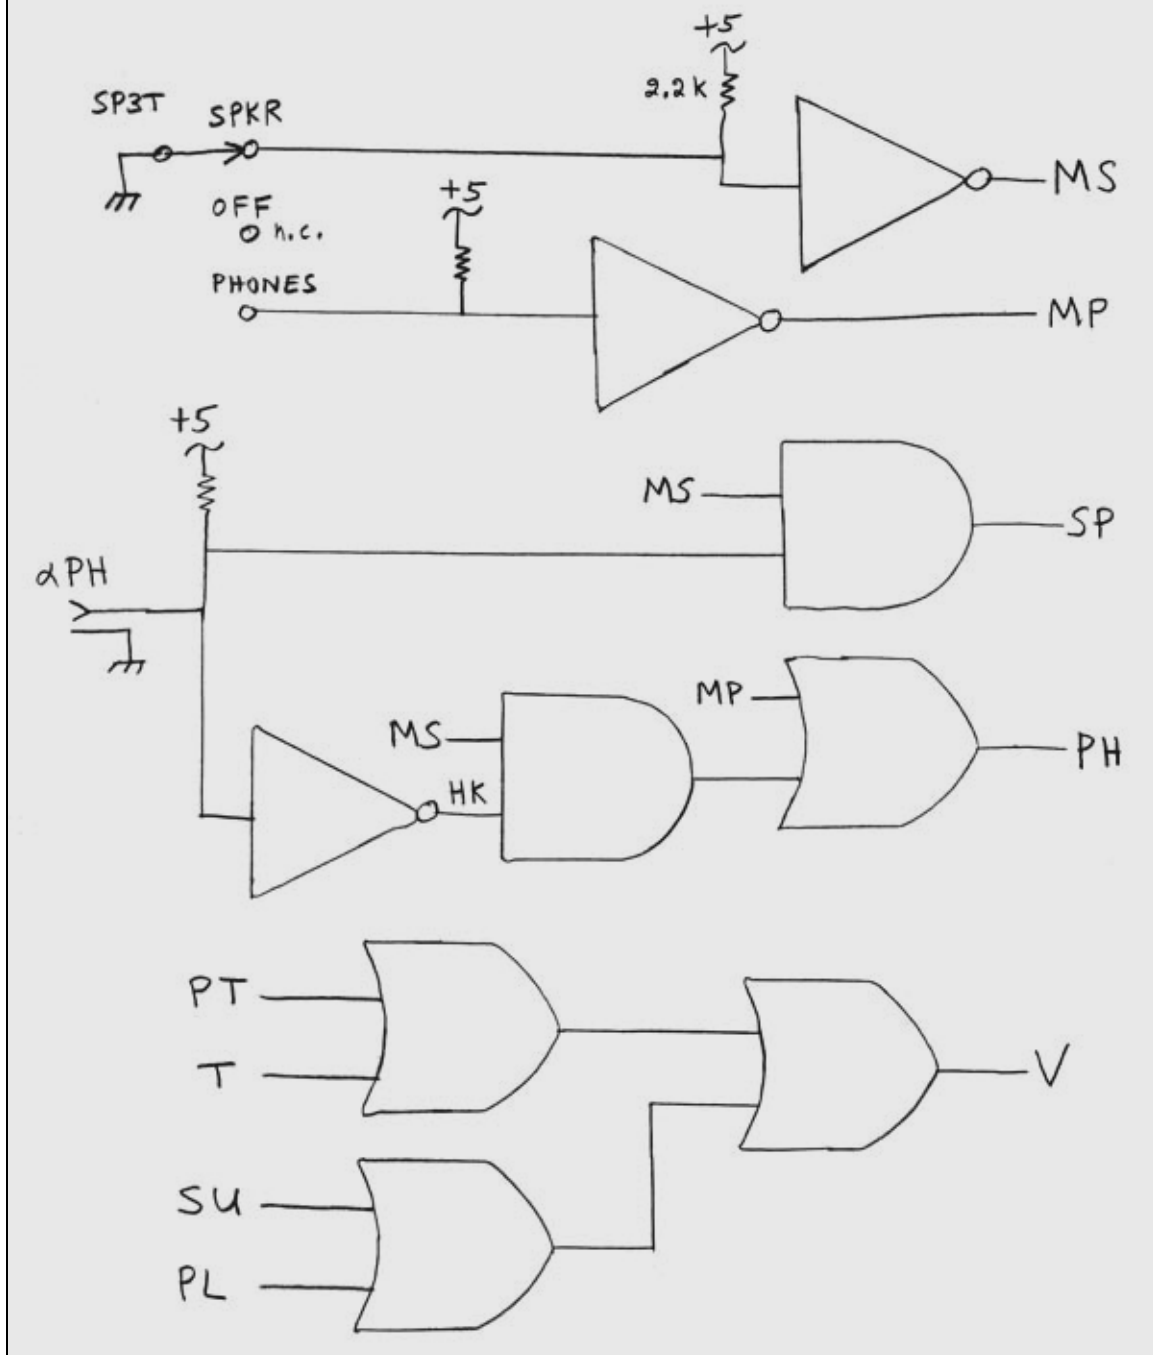 +5
2.2K
SP3T
SPKR
MS
+5
OFF
n.c.
PHONES
MP
+5
MS
SP
αPH
MP
MS
HK
PH
PT
T
V
SU
PL